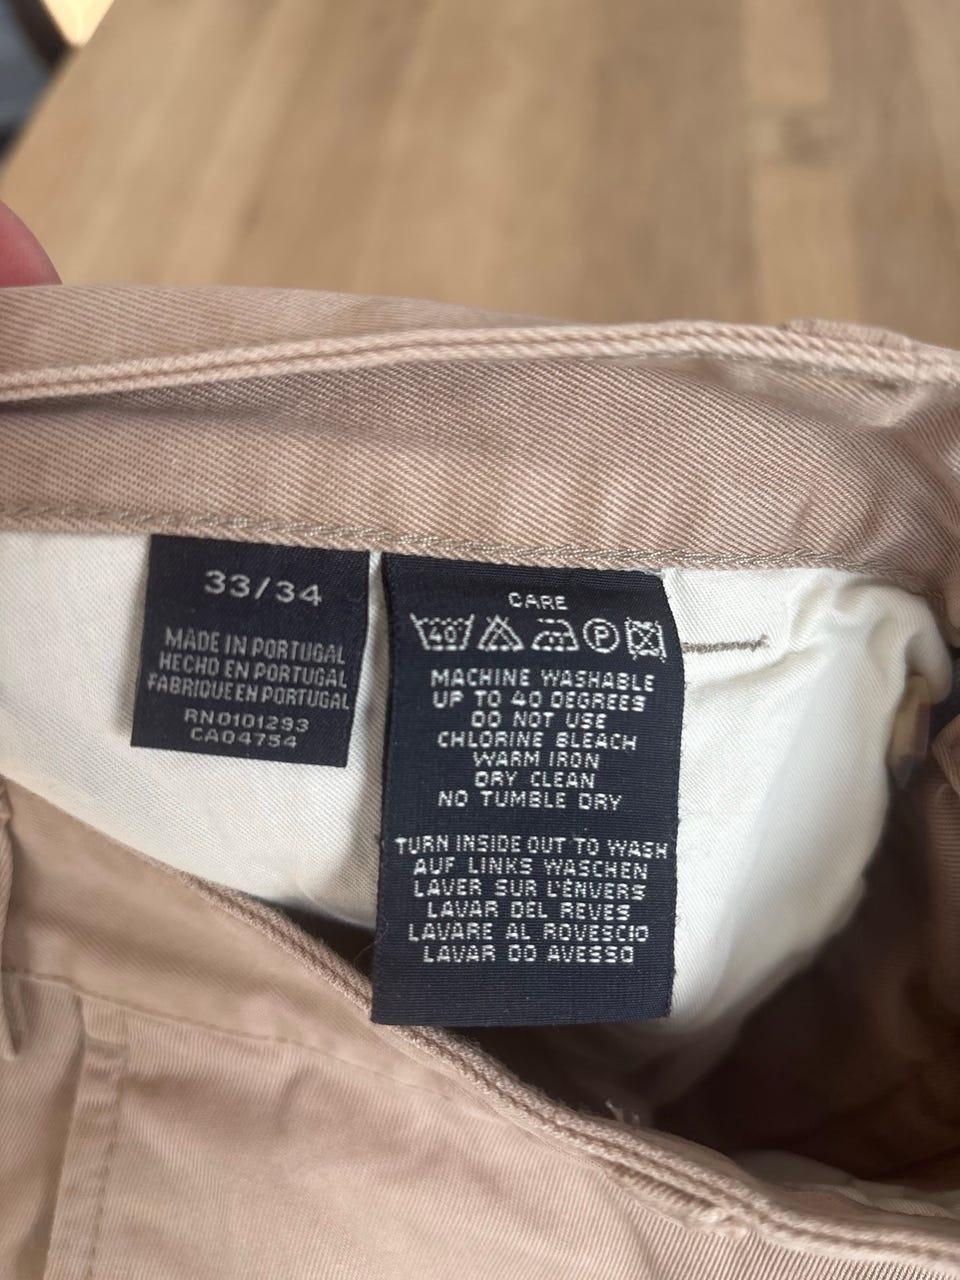 33/34
MADE IN PORTUGAL
HECHO EN PORTUGAL
FABRIQUE EN PORTUGAL
RN0101293
CA04754
CARE
40 P
MACHINE WASHABLE
UP TO 40 DEGREES
DO NOT USE
CHLORINE BLEACH
WARM IRON
DRY CLEAN
NO TUMBLE DRY
TURN INSIDE OUT TO WASH
AUF LINKS WASCHEN
LAVER SUR L'ÉNVERS
LAVAR DEL REVES
LAVARE AL ROVESCIO
LAVAR DO AVESSO